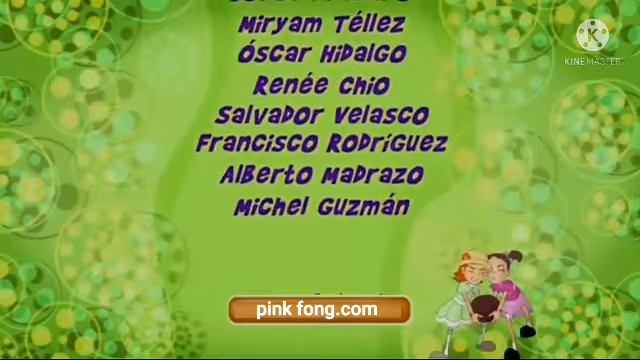 Miryam Téllez
Óscar Hidalgo
Renée Chio
Salvador Velasco
Francisco Rodríguez
Alberto Madrazo
Michel Guzmán
pink fong.com
K
KINEMASTER